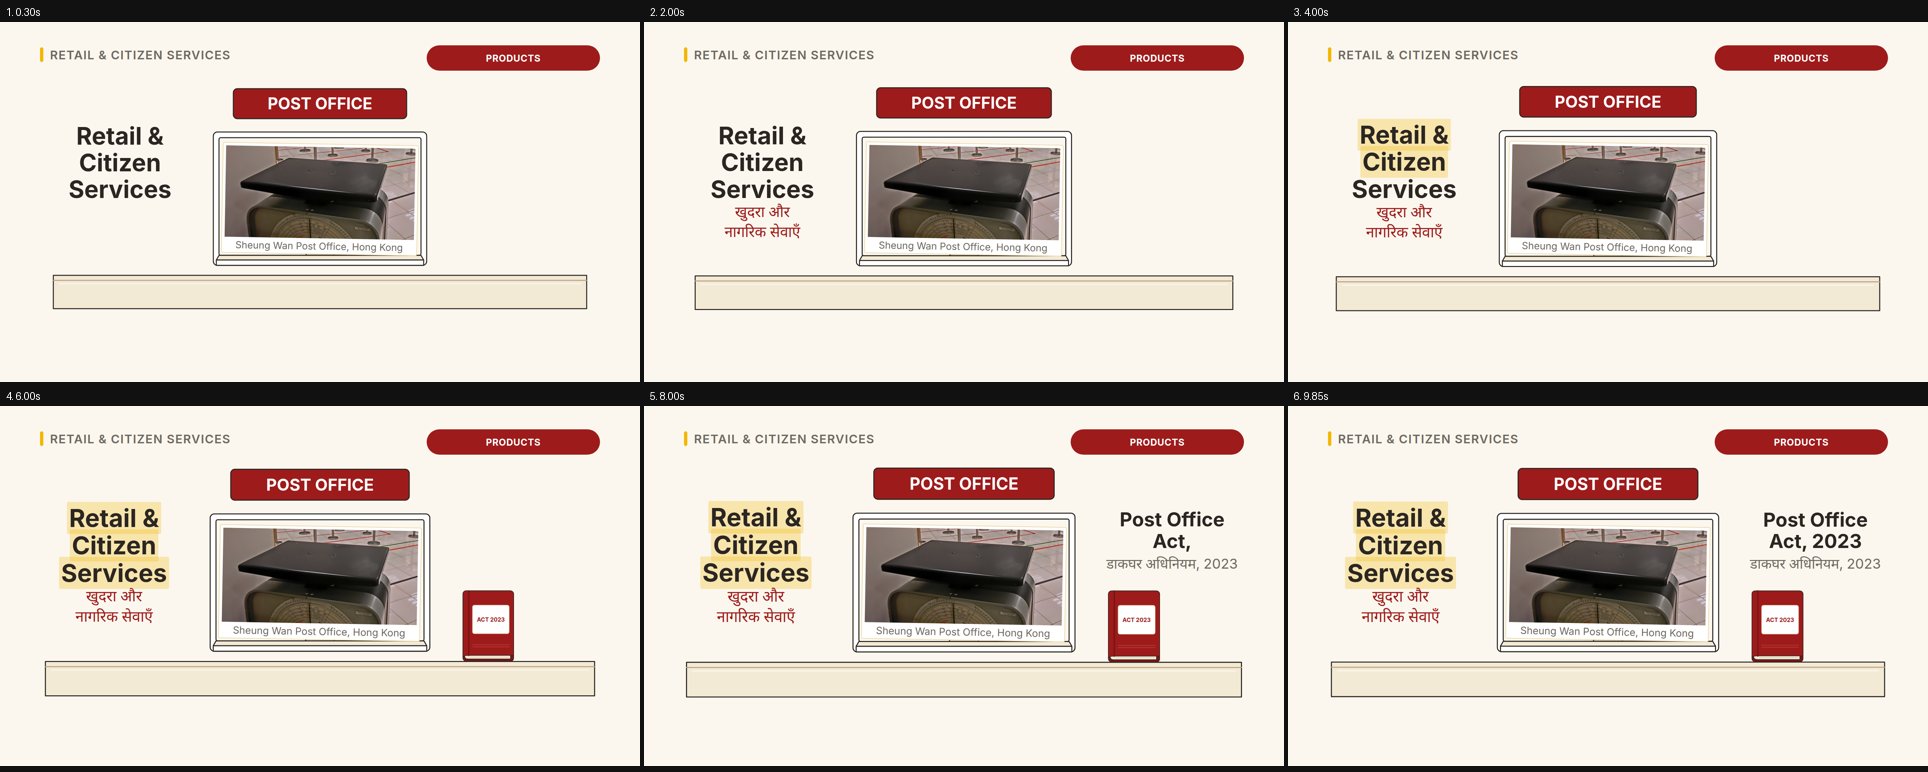 1. 0.30s
RETAIL & CITIZEN SERVICES
PRODUCTS
POST OFFICE
Retail &
Citizen
Services
Sheung Wan Post Office, Hong Kong
2. 2.00s
RETAIL & CITIZEN SERVICES
PRODUCTS
POST OFFICE
Retail &
Citizen
Services
खुदरा और
नागरिक सेवाएँ
Sheung Wan Post Office, Hong Kong
3. 4.00s
RETAIL & CITIZEN SERVICES
PRODUCTS
POST OFFICE
Retail &
Citizen
Services
खुदरा और
नागरिक सेवाएँ
Sheung Wan Post Office, Hong Kong
4. 6.00s
RETAIL & CITIZEN SERVICES
PRODUCTS
POST OFFICE
Retail &
Citizen
Services
खुदरा और
नागरिक सेवाएँ
Sheung Wan Post Office, Hong Kong
ACT 2023
5. 8.00s
RETAIL & CITIZEN SERVICES
PRODUCTS
POST OFFICE
Retail &
Citizen
Services
खुदरा और
नागरिक सेवाएँ
Sheung Wan Post Office, Hong Kong
Post Office
Act,
डाकघर अधिनियम, 2023
ACT 2023
6. 9.85s
RETAIL & CITIZEN SERVICES
PRODUCTS
POST OFFICE
Retail &
Citizen
Services
खुदरा और
नागरिक सेवाएँ
Sheung Wan Post Office, Hong Kong
Post Office
Act, 2023
डाकघर अधिनियम, 2023
ACT 2023